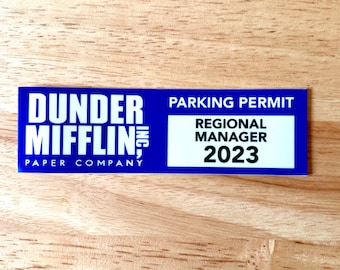 DUNDER
MIFFLIN INC,
PAPER COMPANY
PARKING PERMIT
REGIONAL
MANAGER
2023